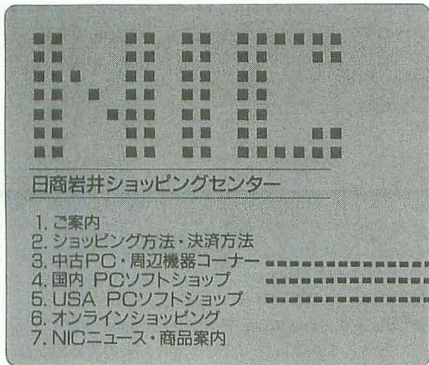 NIC
日商岩井ショッピングセンター
1. ご案内
2. ショッピング方法・決済方法
3. 中古PC・周辺機器コーナー
4. 国内 PCソフトショップ
5. USA PCソフトショップ
6. オンラインショッピング
7. NICニュース・商品案内